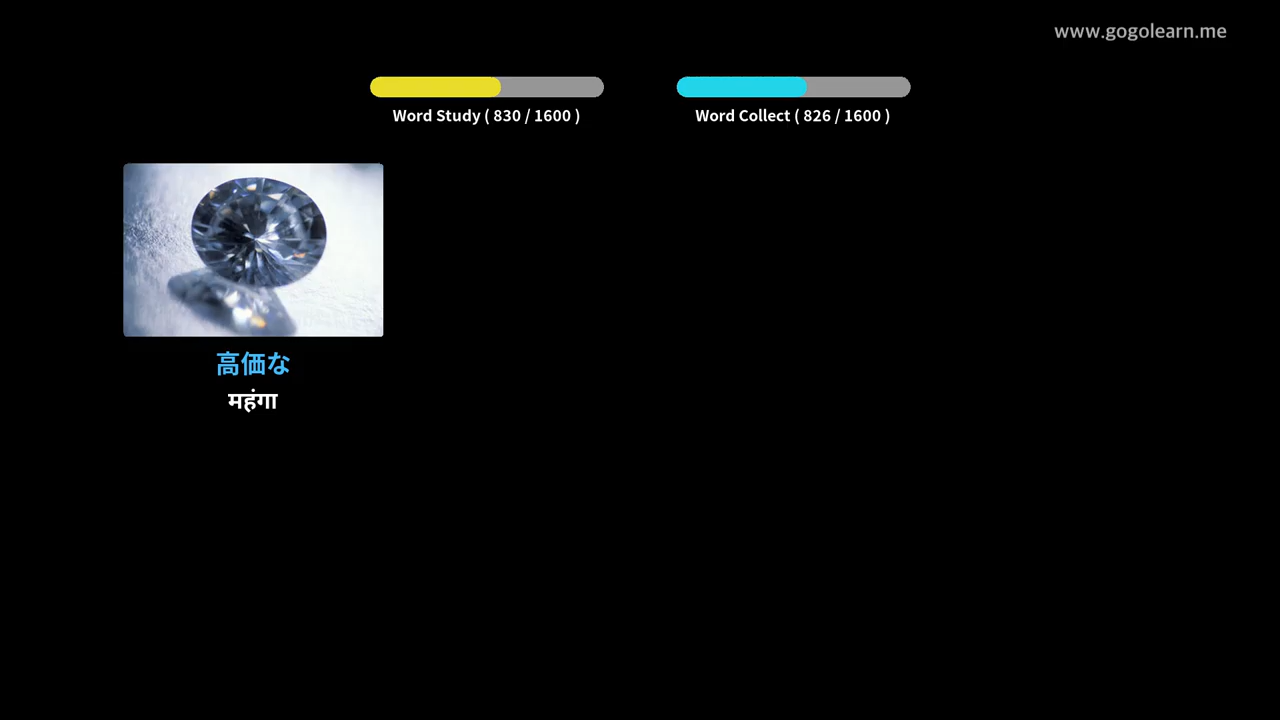 www.gogolearn.me
Word Study ( 830 / 1600 )
Word Collect ( 826 / 1600 )
高価な
महंगा